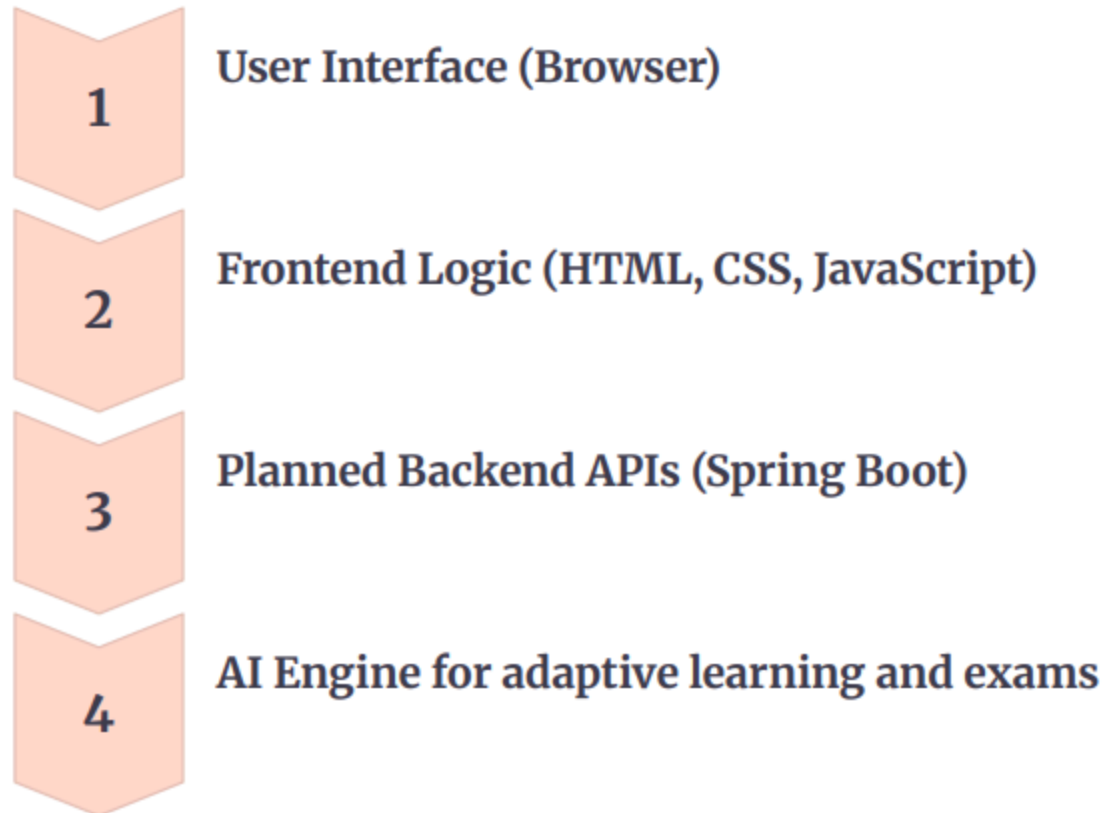 1
User Interface (Browser)
2
Frontend Logic (HTML, CSS, JavaScript)
3
Planned Backend APIs (Spring Boot)
4
AI Engine for adaptive learning and exams